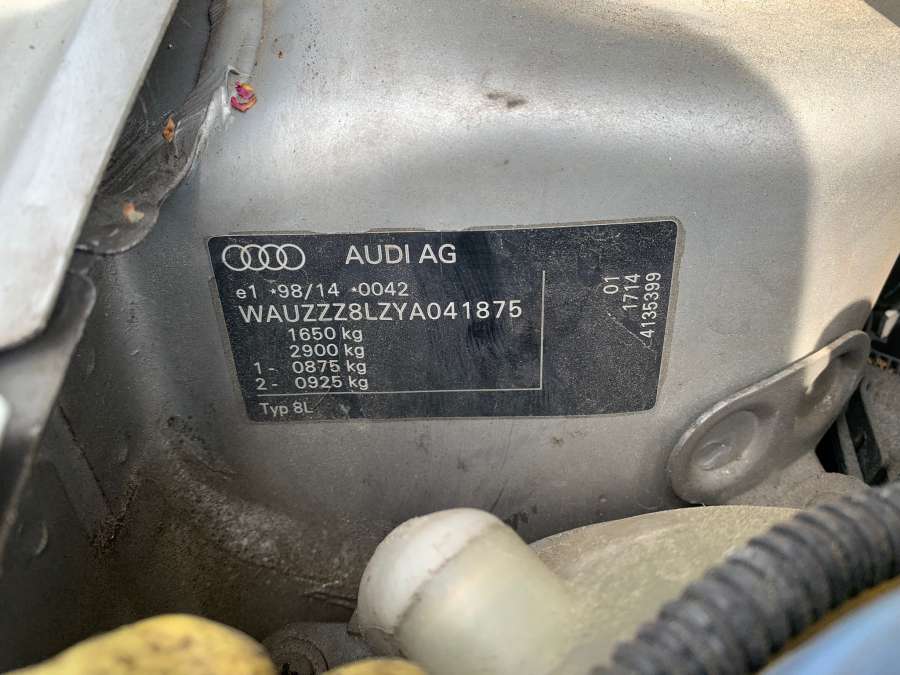 AUDI AG
e1 *98/14 *0042
WAUZZZ8LZYA041875
1650 kg
2900 kg
1 - 0875 kg
2 - 0925 kg
Typ 8L
01
1714
4135399